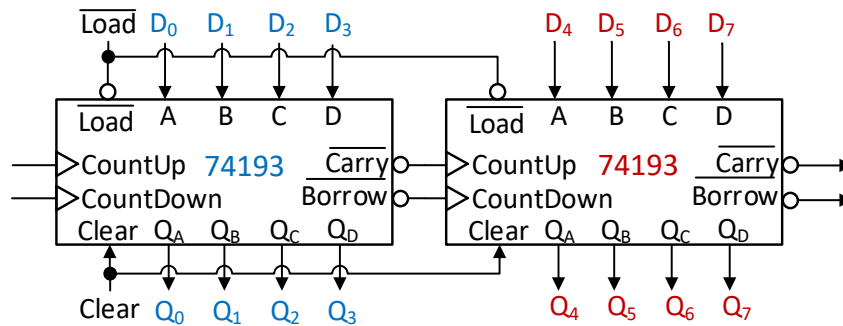 Load D0 D1 D2 D3 D4 D5 D6 D7
Load A B C D Load A B C D
CountUp 74193 Carry CountUp 74193 Carry
CountDown Borrow CountDown Borrow
Clear QA QB QC QD Clear QA QB QC QD
Clear Q0 Q1 Q2 Q3 Q4 Q5 Q6 Q7